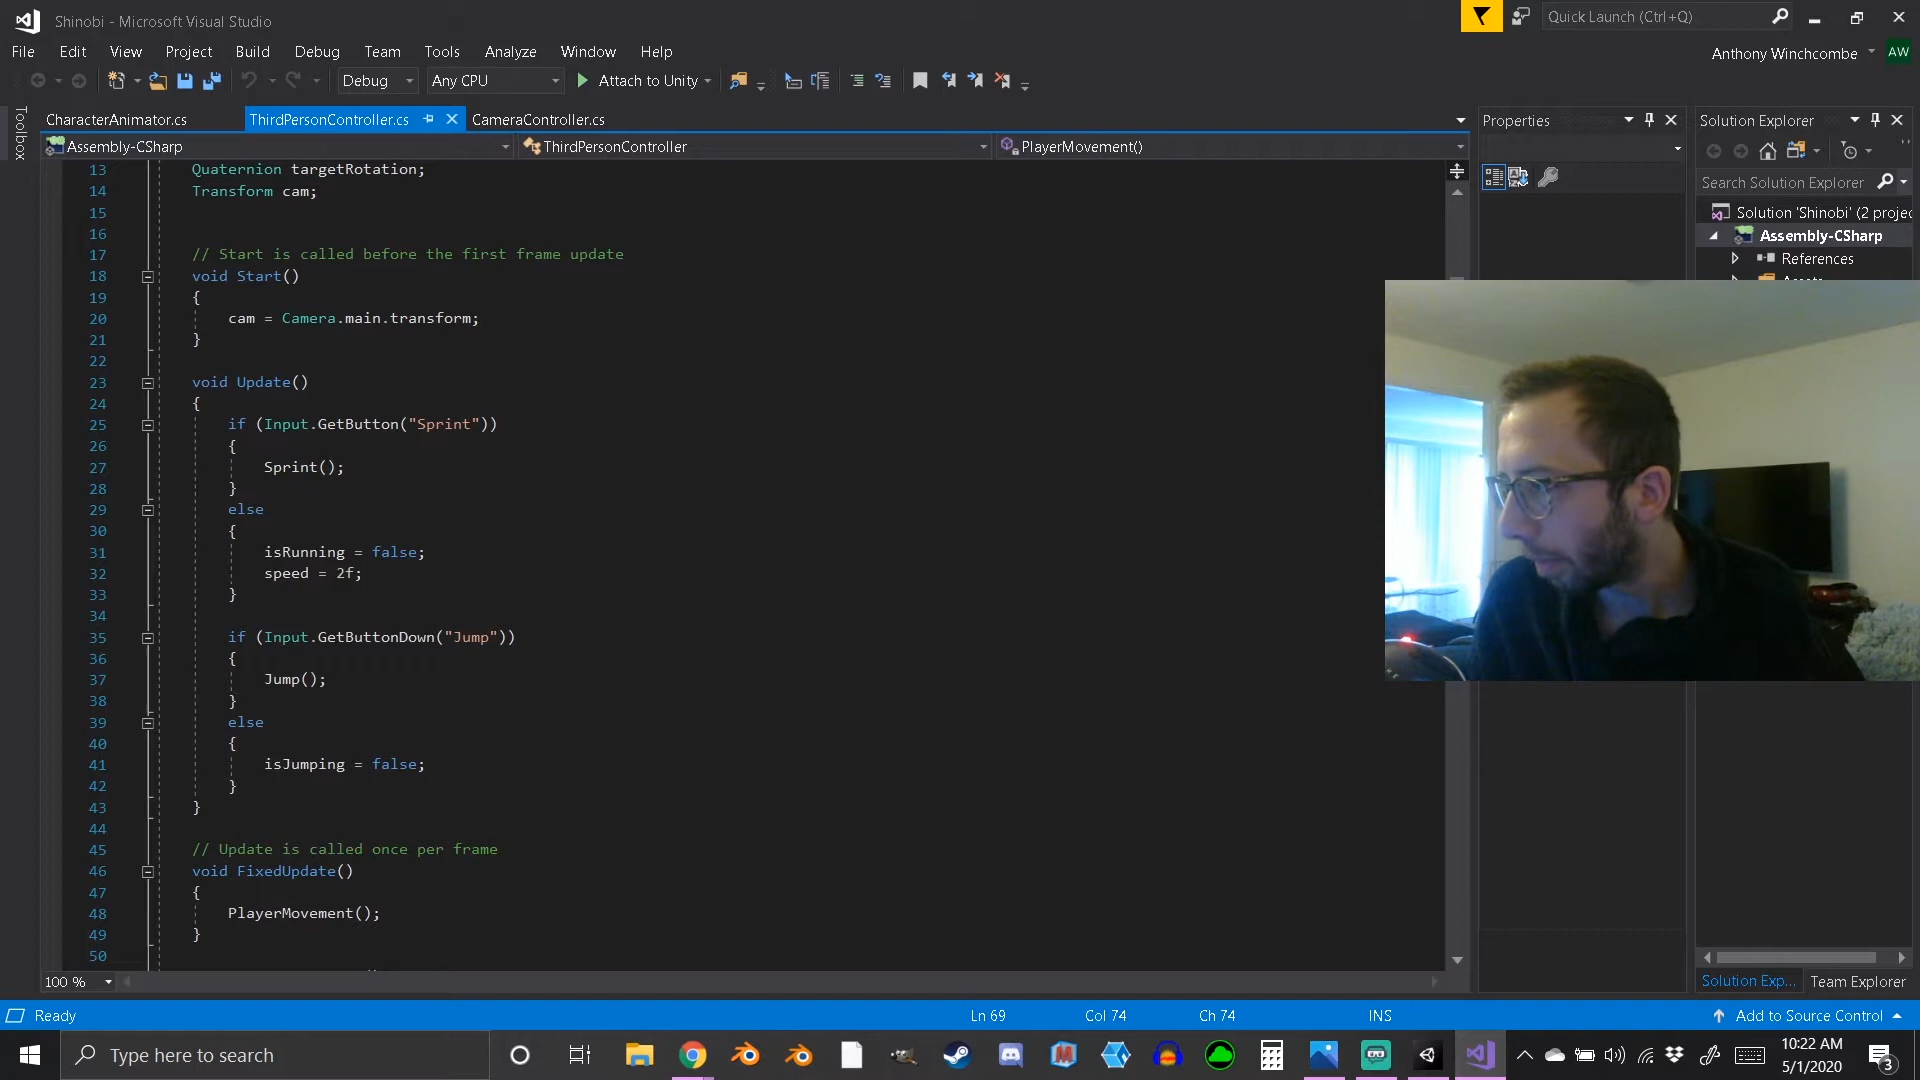 Shinobi - Microsoft Visual Studio
Quick Launch (Ctrl+Q)
File Edit View Project Build Debug Team Tools Analyze Window Help
Anthony Winchcombe AW
Debug Any CPU Attach to Unity
Toolbox
CharacterAnimator.cs ThirdPersonController.cs CameraController.cs
Properties
Solution Explorer
Assembly-CSharp ThirdPersonController PlayerMovement()
Search Solution Explorer
Solution 'Shinobi' (2 projec
Assembly-CSharp
References
13 Quaternion targetRotation;
14 Transform cam;
15
16
17 // Start is called before the first frame update
18 void Start()
19 {
20 cam = Camera.main.transform;
21 }
22
23 void Update()
24 {
25 if (Input.GetButton("Sprint"))
26 {
27 Sprint();
28 }
29 else
30 {
31 isRunning = false;
32 speed = 2f;
33 }
34
35 if (Input.GetButtonDown("Jump"))
36 {
37 Jump();
38 }
39 else
40 {
41 isJumping = false;
42 }
43 }
44
45 // Update is called once per frame
46 void FixedUpdate()
47 {
48 PlayerMovement();
49 }
50
100 %
Solution Exp... Team Explorer
Ready Ln 69 Col 74 Ch 74 INS Add to Source Control
Type here to search
10:22 AM
5/1/2020
3